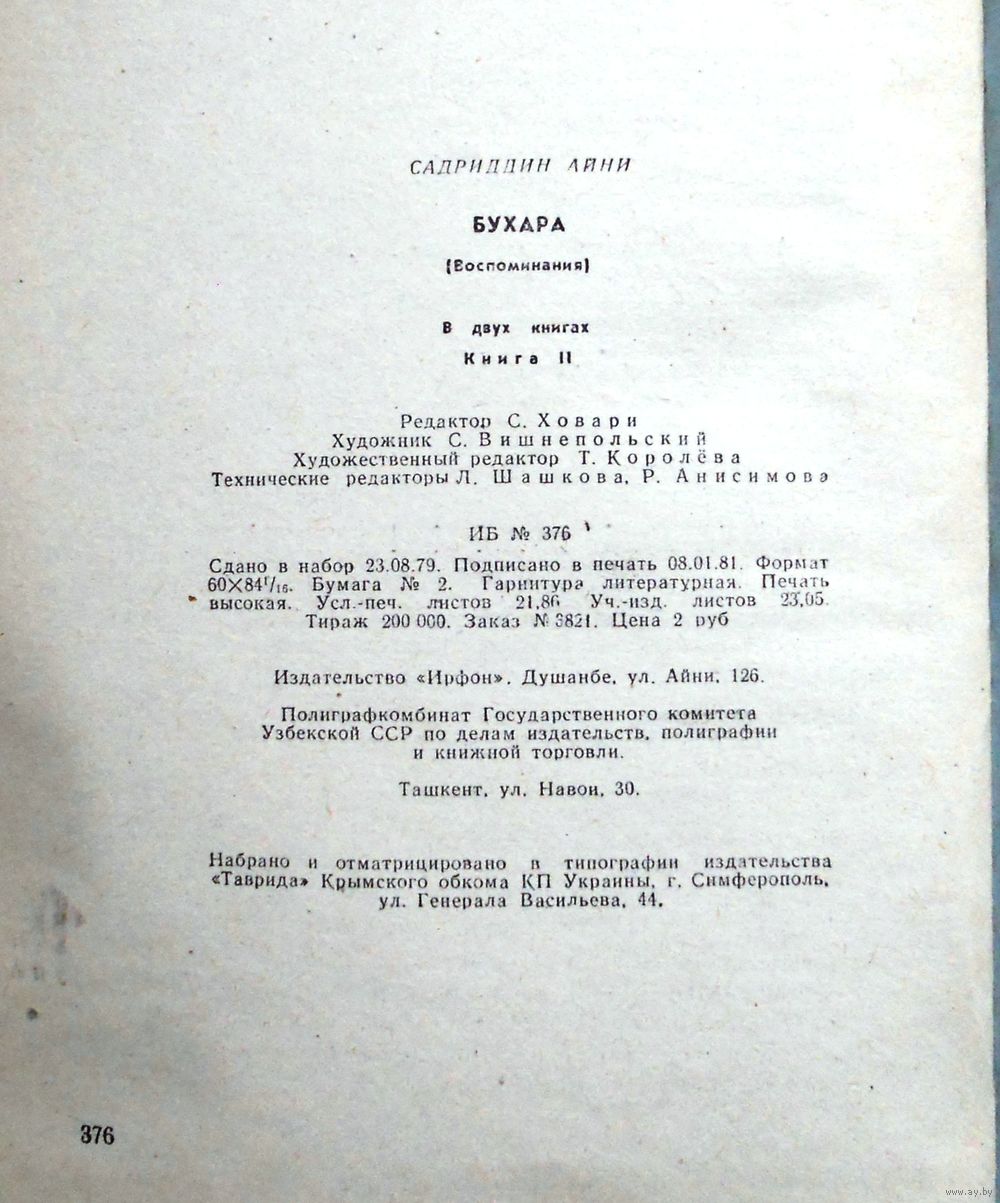 САДРИДДИН АЙНИ
БУХАРА
(Воспоминания)
В двух книгах
Книга II
Редактор С. Ховари
Художник С. Вишнепольский
Художественный редактор Т. Королёва
Технические редакторы Л. Шашкова, Р. Анисимова
ИБ № 376
Сдано в набор 23.08.79. Подписано в печать 08.01.81. Формат
60X84¹/₁₆. Бумага № 2. Гарнитура литературная. Печать
высокая. Усл.-печ. листов 21,86 Уч.-изд. листов 23,05.
Тираж 200 000. Заказ № 3821. Цена 2 руб
Издательство «Ирфон», Душанбе, ул. Айни, 126.
Полиграфкомбинат Государственного комитета
Узбекской ССР по делам издательств, полиграфии
и книжной торговли.
Ташкент, ул. Навои, 30.
Набрано и отматрицировано в типографии издательства
«Таврида» Крымского обкома КП Украины, г. Симферополь,
ул. Генерала Васильева, 44.
376
www.ay.by